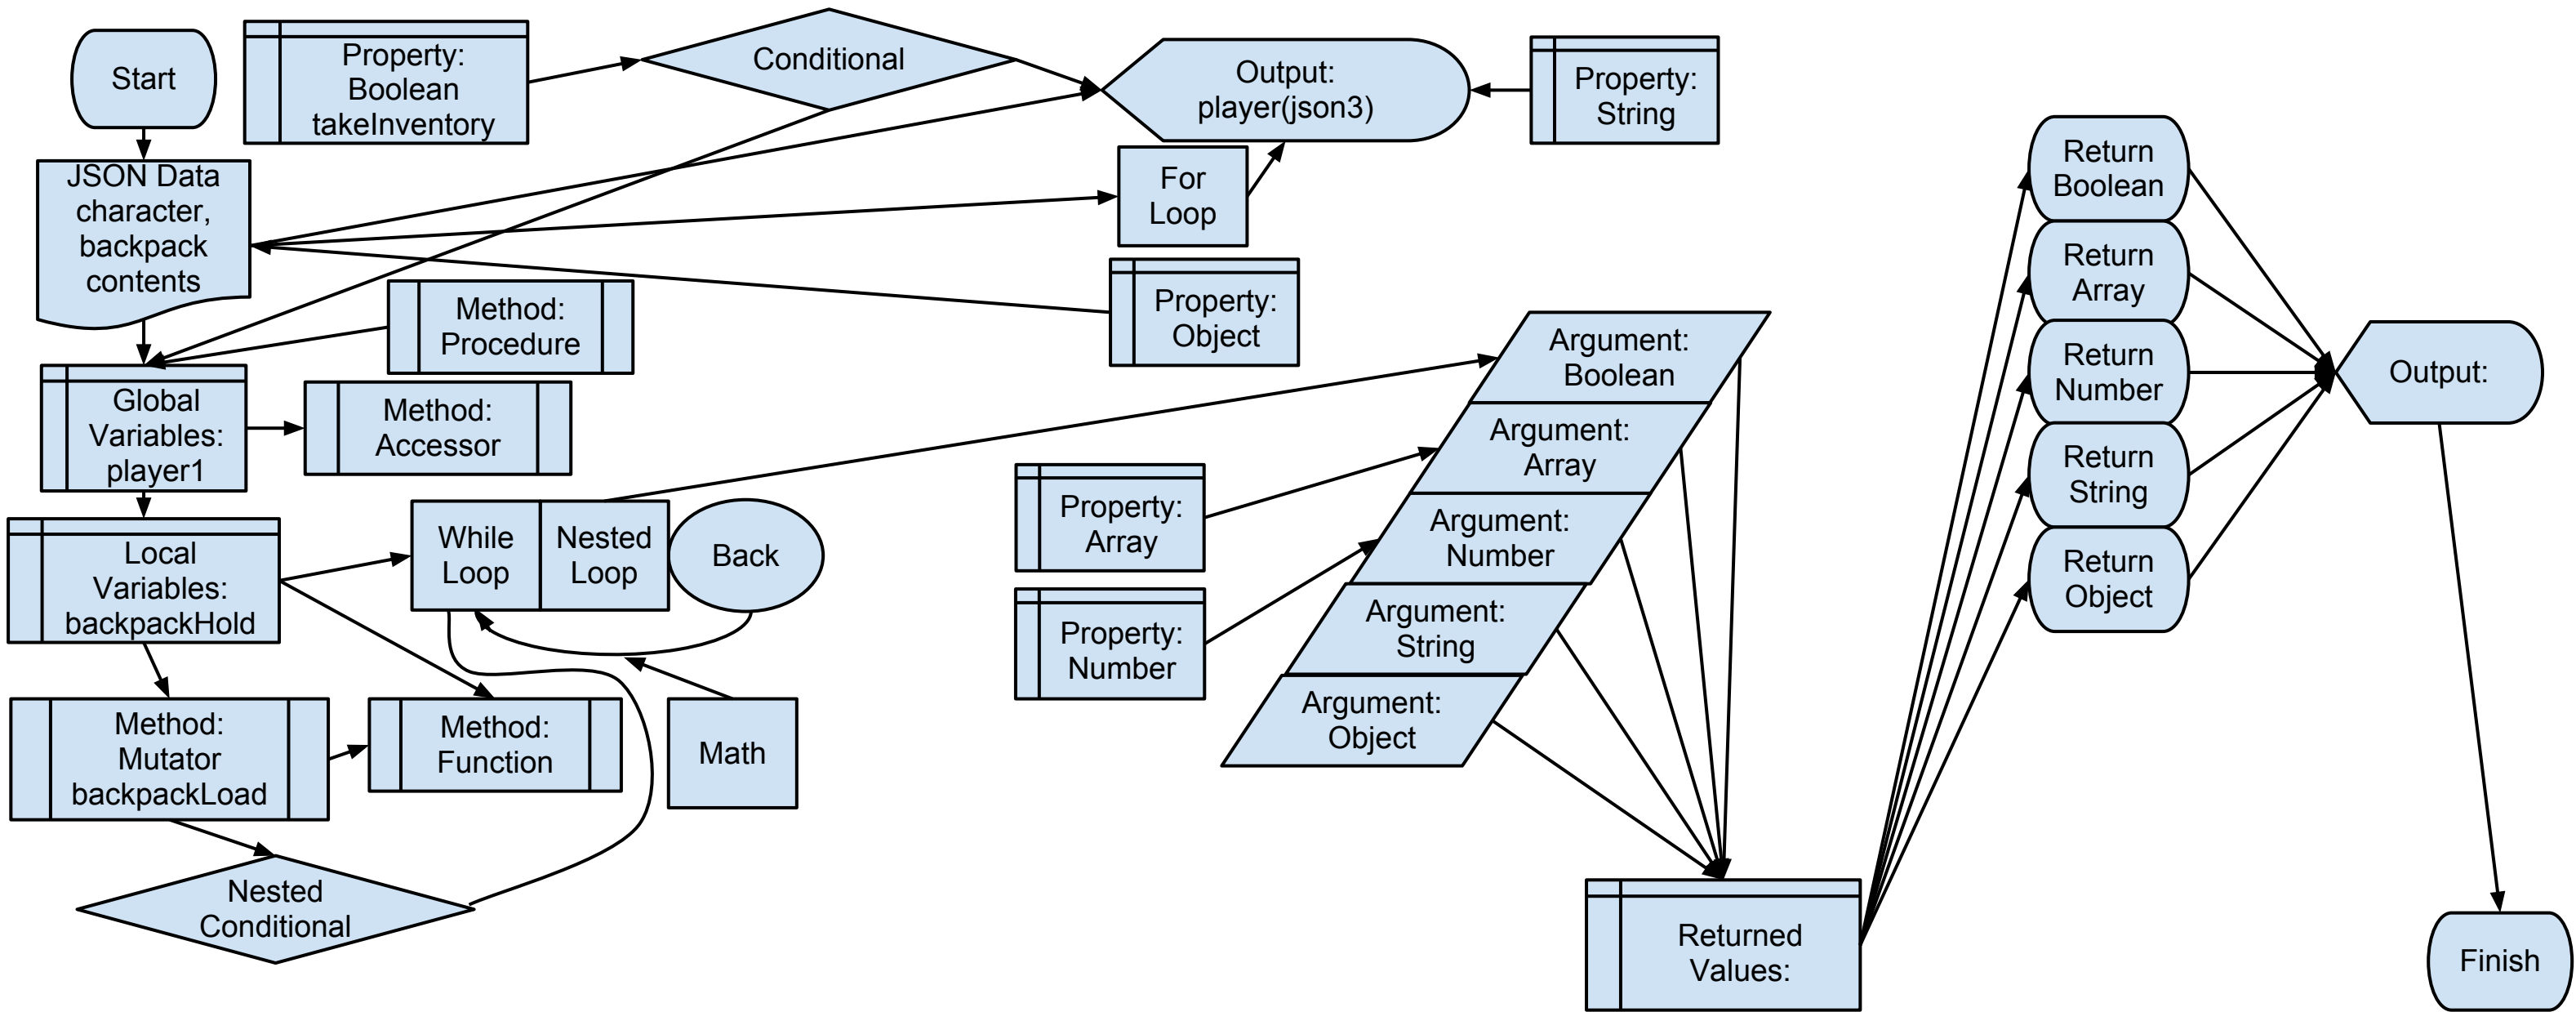 Start
Property:
Boolean
takeInventory
Conditional
Output:
player(json3)
Property:
String
JSON Data
character,
backpack
contents
For
Loop
Property:
Object
Method:
Procedure
Global
Variables:
player1
Method:
Accessor
Local
Variables:
backpackHold
While
Loop
Nested
Loop
Back
Method:
Mutator
backpackLoad
Method:
Function
Math
Nested
Conditional
Property:
Array
Property:
Number
Argument:
Boolean
Argument:
Array
Argument:
Number
Argument:
String
Argument:
Object
Returned
Values:
Return
Boolean
Return
Array
Return
Number
Return
String
Return
Object
Output:
Finish